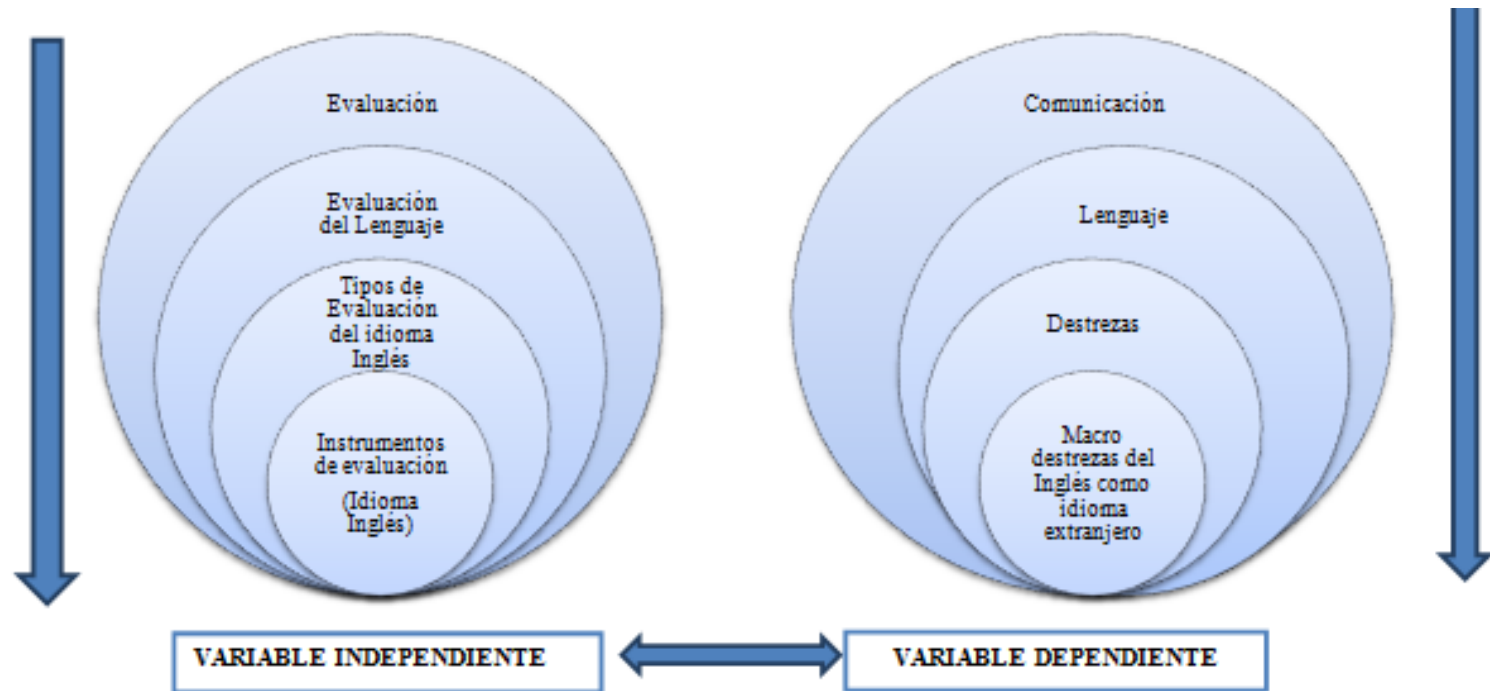 Evaluación
Evaluación
del Lenguaje
Tipos de
Evaluación
del idioma
Inglés
Instrumentos
de evaluación
(Idioma
Inglés)
Comunicación
Lenguaje
Destrezas
Macro
destrezas del
Inglés como
idioma
extranjero
VARIABLE INDEPENDIENTE
VARIABLE DEPENDIENTE